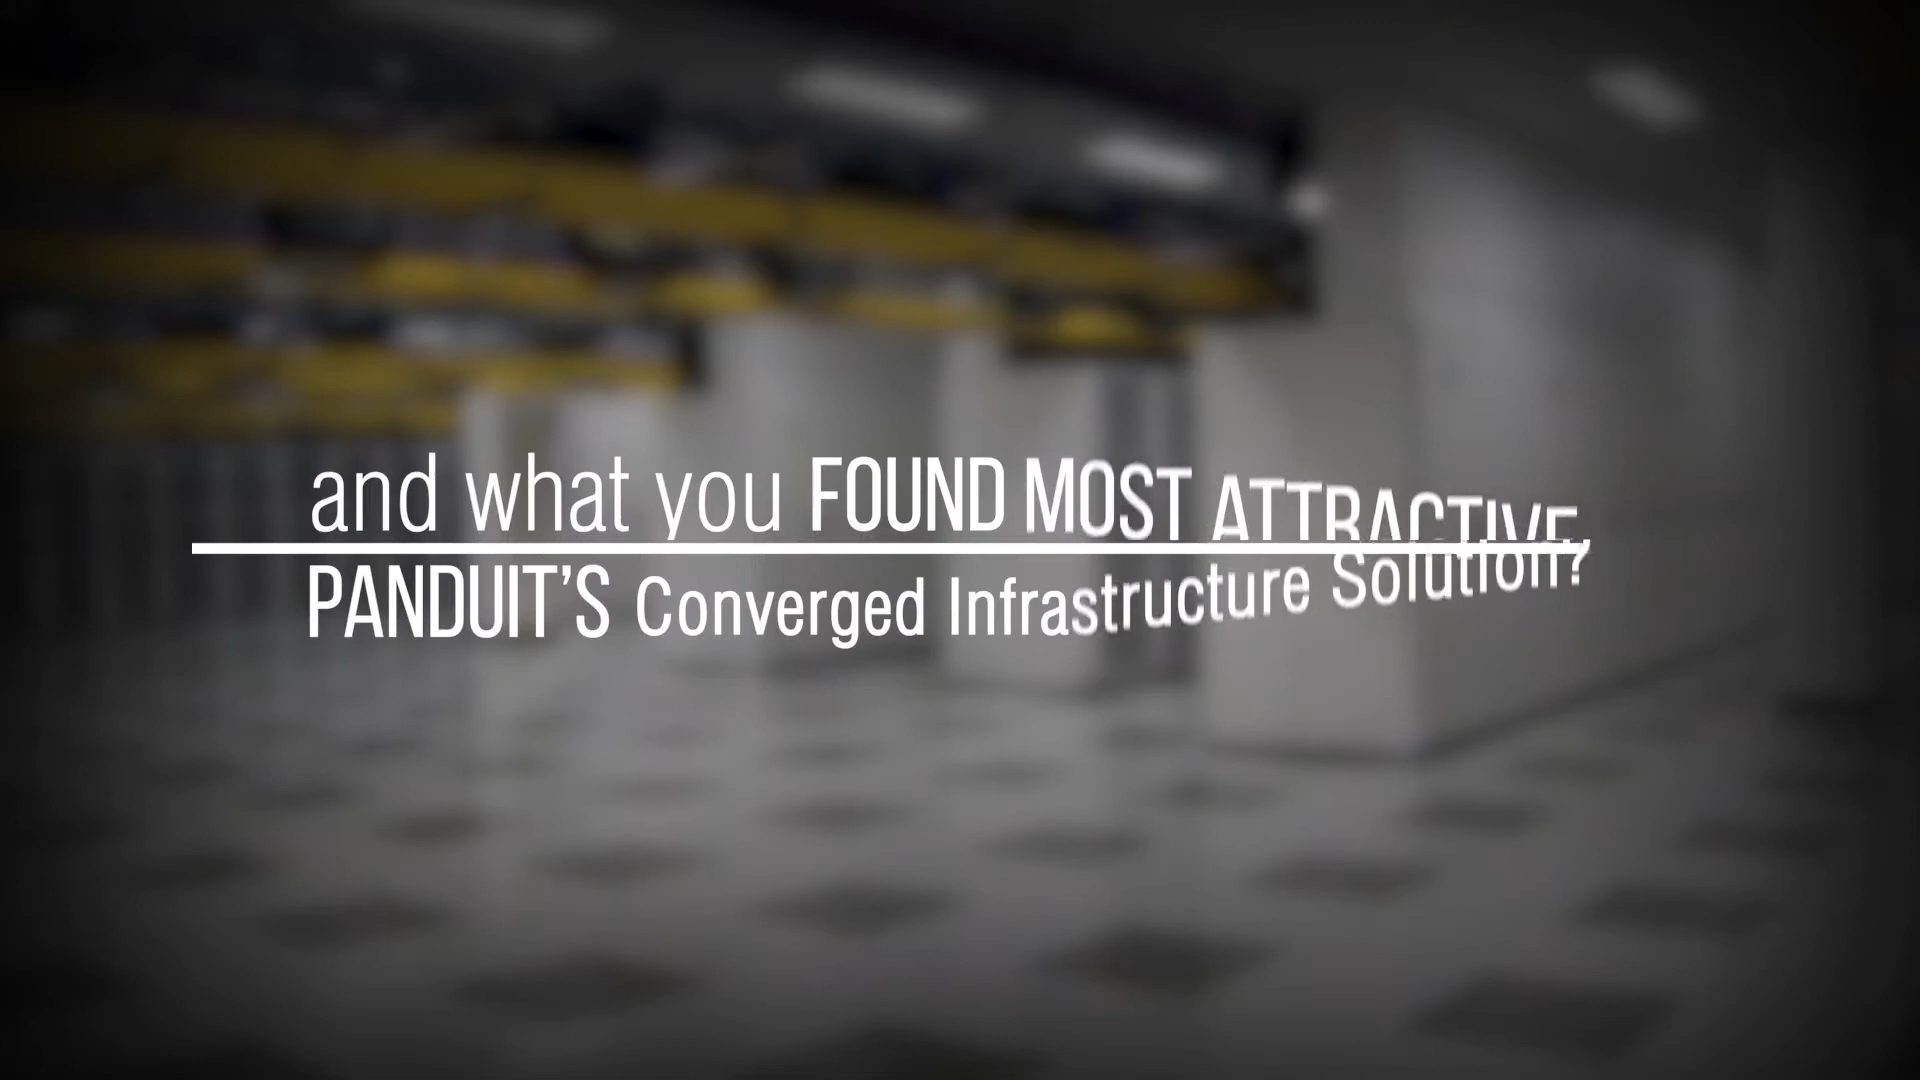 and what you FOUND MOST ATTRACTIVE,
PANDUIT'S Converged Infrastructure Solution?